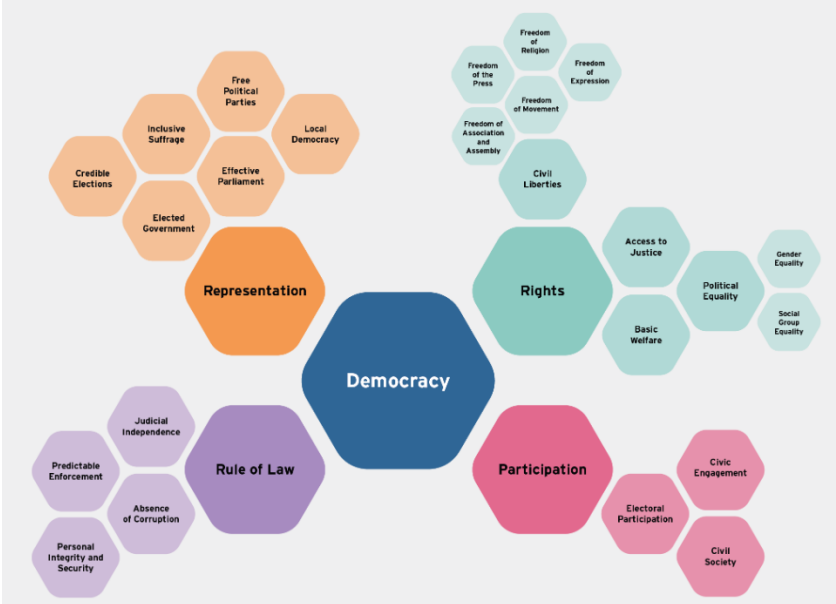 Free
Political
Parties
Inclusive
Suffrage
Local
Democracy
Credible
Elections
Effective
Parliament
Elected
Government
Representation
Freedom
of
Religion
Freedom
of the
Press
Freedom
of
Expression
Freedom
of Movement
Freedom of
Association
and
Assembly
Civil
Liberties
Rights
Access to
Justice
Political
Equality
Gender
Equality
Social
Group
Equality
Basic
Welfare
Democracy
Judicial
Independence
Predictable
Enforcement
Absence
of Corruption
Personal
Integrity and
Security
Rule of Law
Participation
Electoral
Participation
Civic
Engagement
Civil
Society